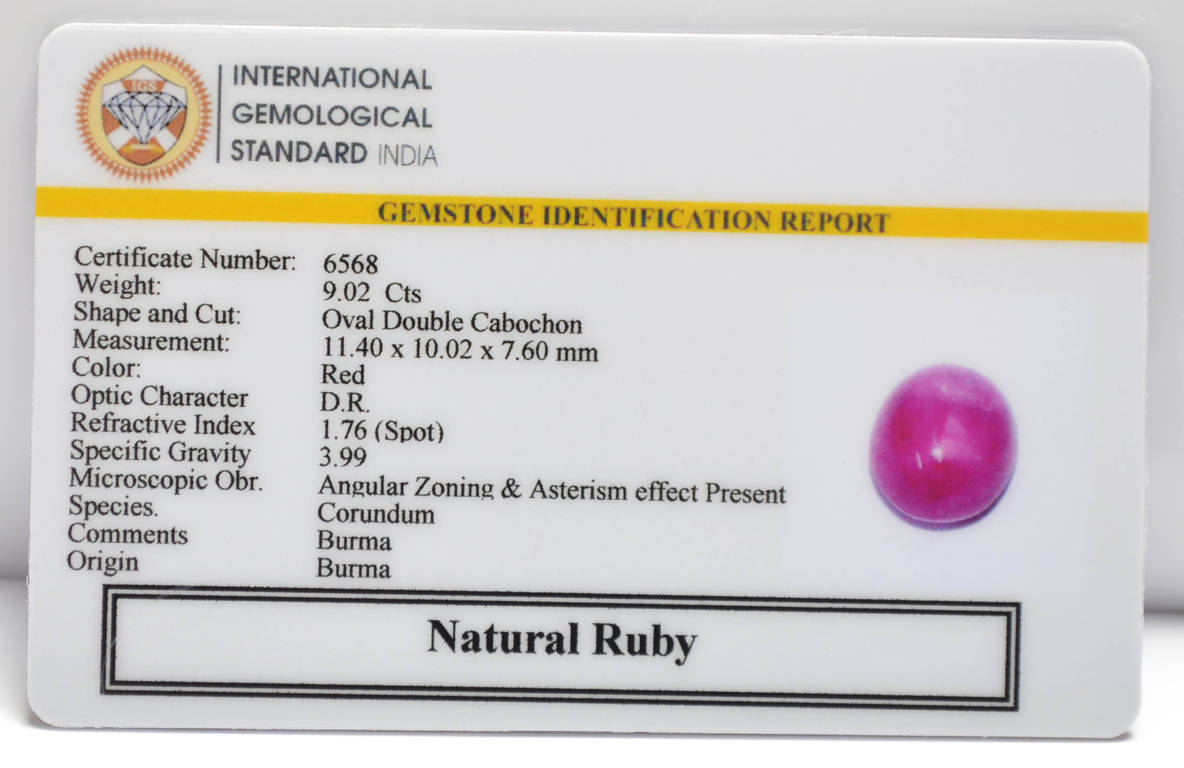 IGS
INTERNATIONAL
GEMOLOGICAL
STANDARD INDIA
GEMSTONE IDENTIFICATION REPORT
Certificate Number: 6568
Weight: 9.02 Cts
Shape and Cut: Oval Double Cabochon
Measurement: 11.40 x 10.02 x 7.60 mm
Color: Red
Optic Character D.R.
Refractive Index 1.76 (Spot)
Specific Gravity 3.99
Microscopic Obr. Angular Zoning & Asterism effect Present
Species. Corundum
Comments Burma
Origin Burma
Natural Ruby